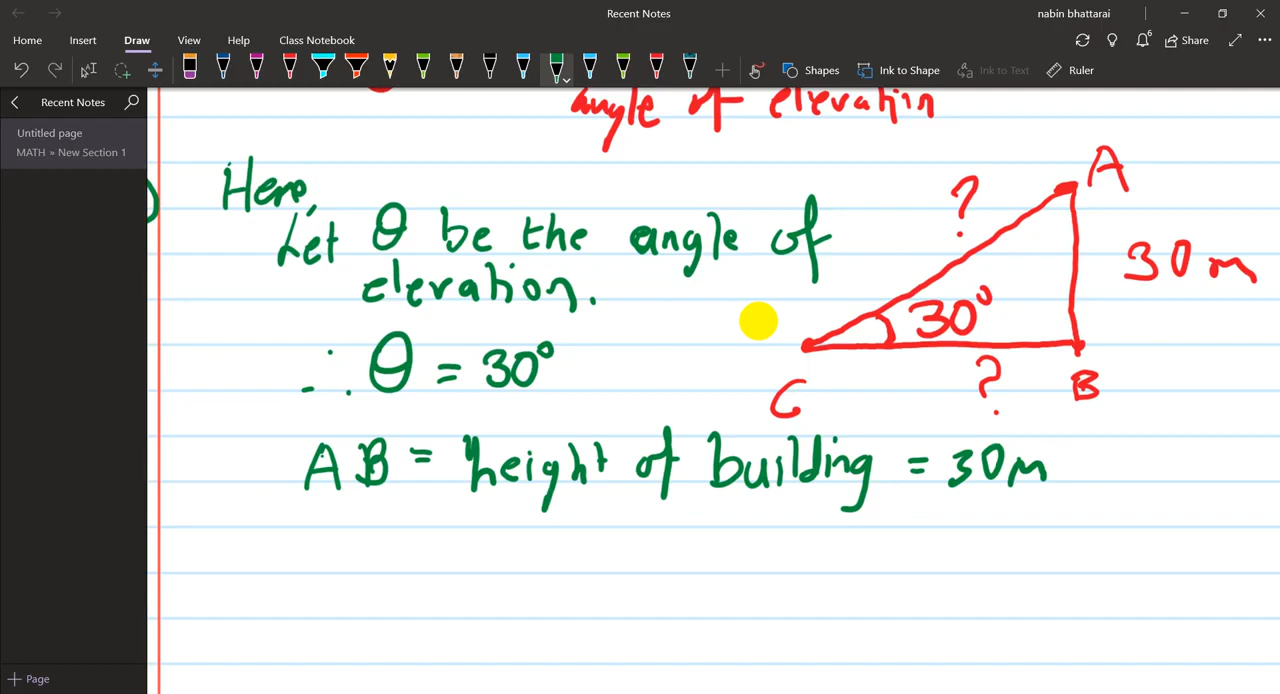 Recent Notes
nabin bhattarai
Home Insert Draw View Help Class Notebook
Share
Shapes Ink to Shape Ink to Text Ruler
Recent Notes
Untitled page
MATH » New Section 1
angle of elevatin
Here,
Let θ be the angle of
elevation.
∴ θ = 30°
AB = height of building = 30m
A
?
30 m
30°
C
?
B
Page